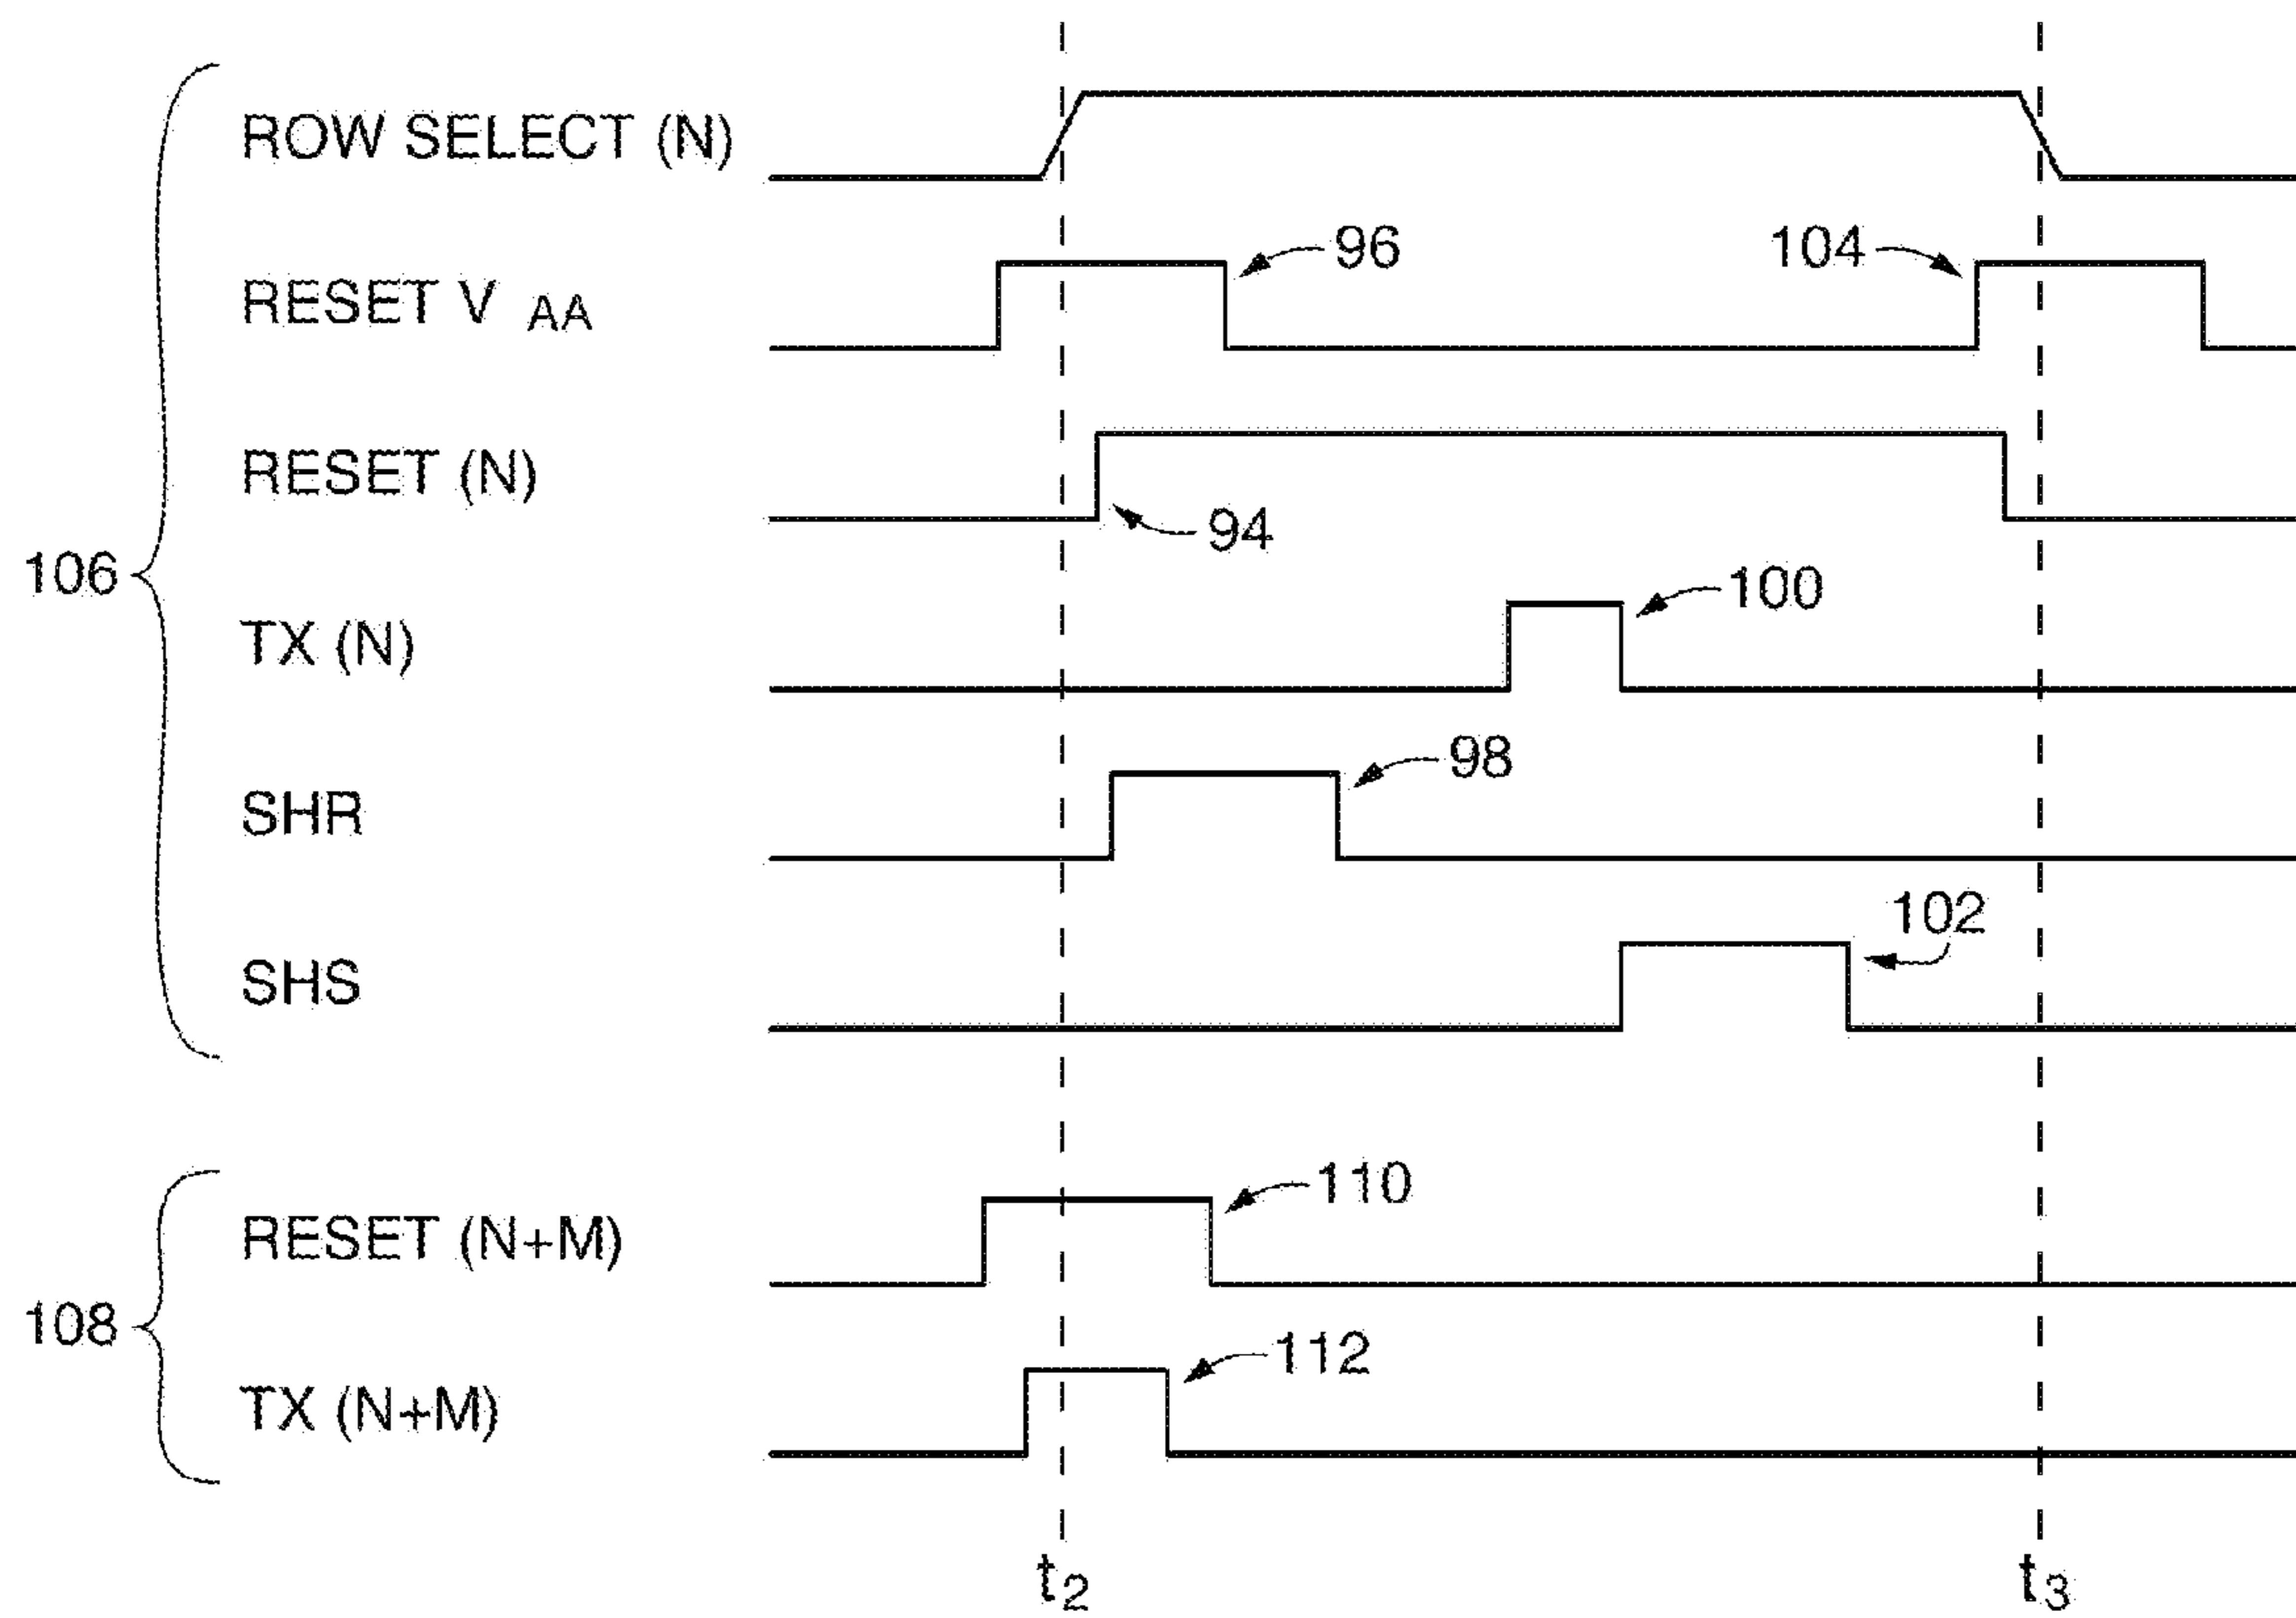 ROW SELECT (N)
RESET V AA
96
104
RESET (N)
94
106
TX (N)
100
SHR
98
SHS
102
RESET (N+M)
110
108
TX (N+M)
112
t2
t3